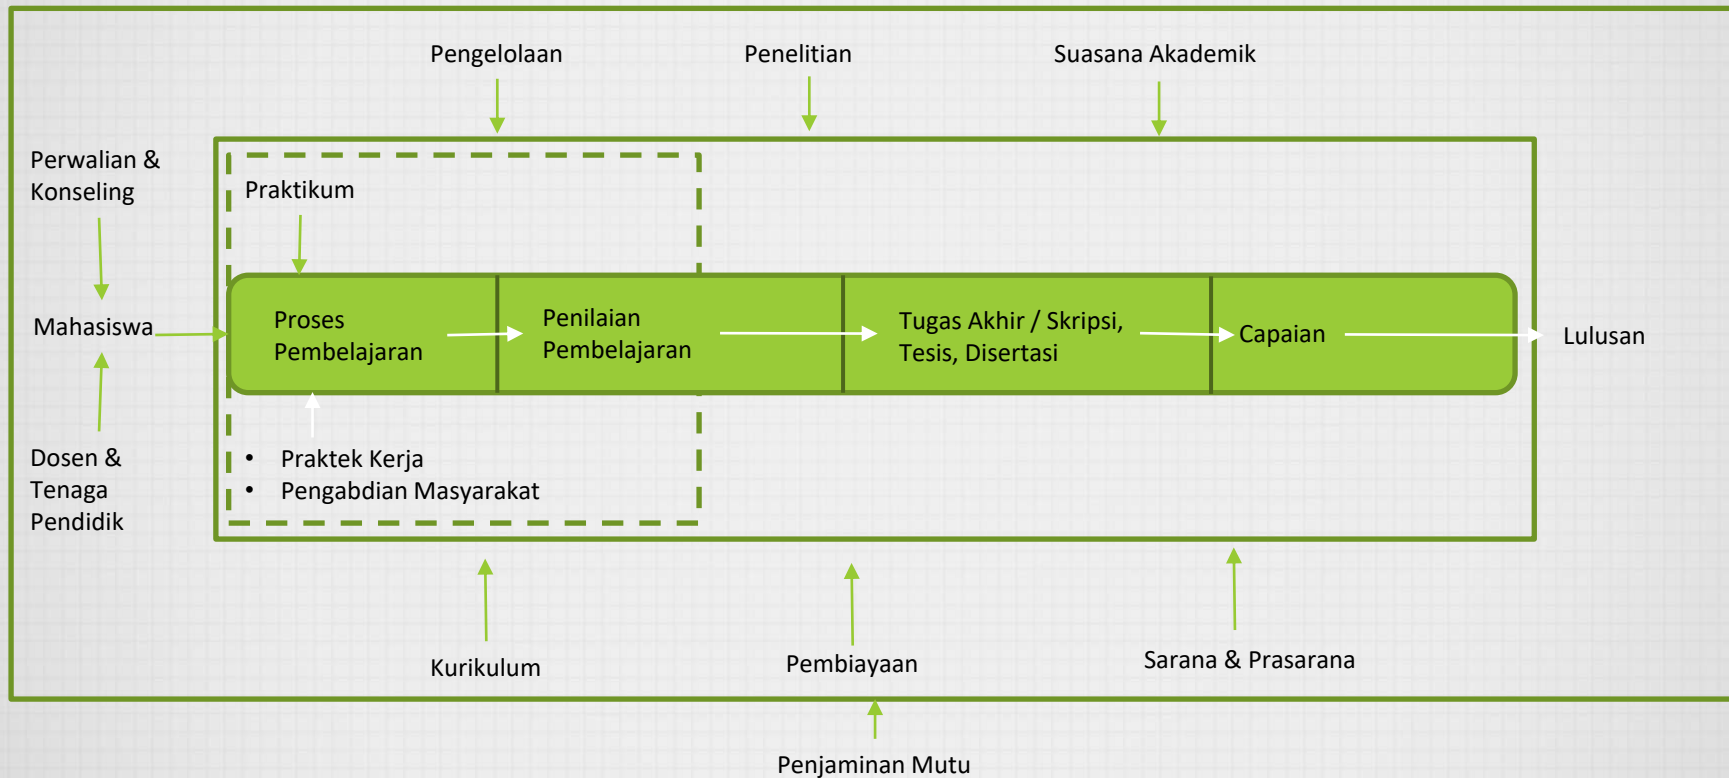 Pengelolaan
Penelitian
Suasana Akademik
Perwalian &
Konseling
Praktikum
Mahasiswa
Proses
Pembelajaran
Penilaian
Pembelajaran
Tugas Akhir / Skripsi,
Tesis, Disertasi
Capaian
Lulusan
Dosen &
Tenaga
Pendidik
• Praktek Kerja
• Pengabdian Masyarakat
Kurikulum
Pembiayaan
Sarana & Prasarana
Penjaminan Mutu